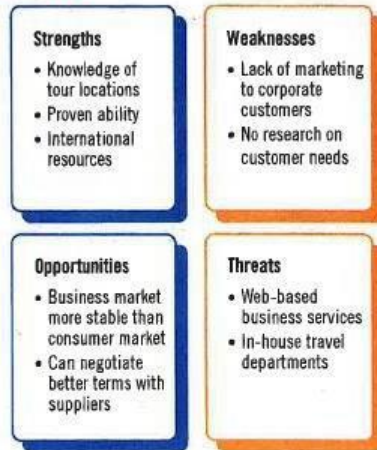 Strengths
• Knowledge of
tour locations
• Proven ability
• International
resources
Weaknesses
• Lack of marketing
to corporate
customers
• No research on
customer needs
Opportunities
• Business market
more stable than
consumer market
• Can negotiate
better terms with
suppliers
Threats
• Web-based
business services
• In-house travel
departments